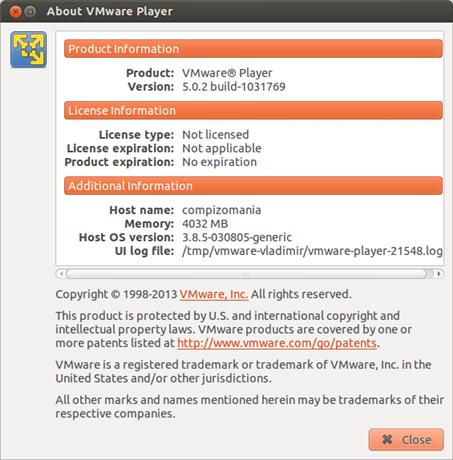 About VMware Player
Product Information
Product: VMware® Player
Version: 5.0.2 build-1031769
License Information
License type: Not licensed
License expiration: Not applicable
Product expiration: No expiration
Additional Information
Host name: compizomania
Memory: 4032 MB
Host OS version: 3.8.5-030805-generic
UI log file: /tmp/vmware-vladimir/vmware-player-21548.log
Copyright © 1998-2013 VMware, Inc. All rights reserved.
This product is protected by U.S. and international copyright and
intellectual property laws. VMware products are covered by one or
more patents listed at http://www.vmware.com/go/patents.
VMware is a registered trademark or trademark of VMware, Inc. in the
United States and/or other jurisdictions.
All other marks and names mentioned herein may be trademarks of their
respective companies.
Close